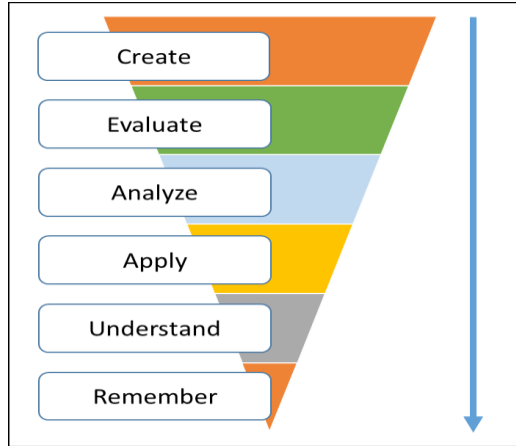 Create
Evaluate
Analyze
Apply
Understand
Remember